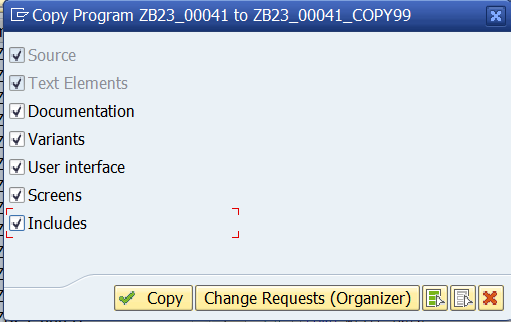 Copy Program ZB23_00041 to ZB23_00041_COPY99
Source
Text Elements
Documentation
Variants
User interface
Screens
Includes
Copy Change Requests (Organizer)